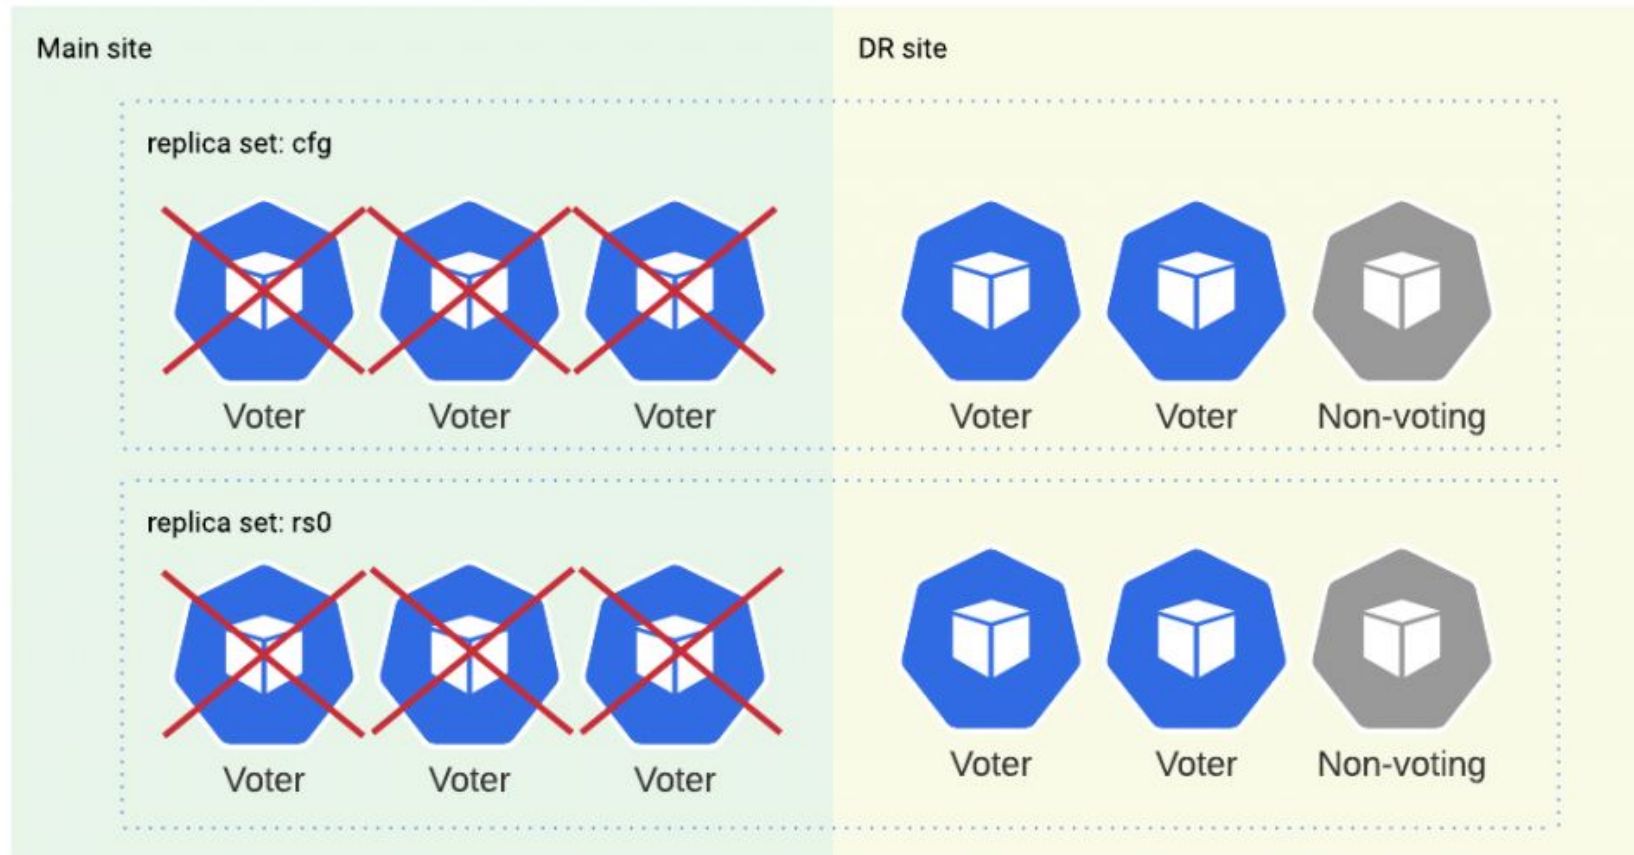 Main site
DR site
replica set: cfg
Voter
Voter
Voter
Voter
Voter
Non-voting
replica set: rs0
Voter
Voter
Voter
Voter
Voter
Non-voting